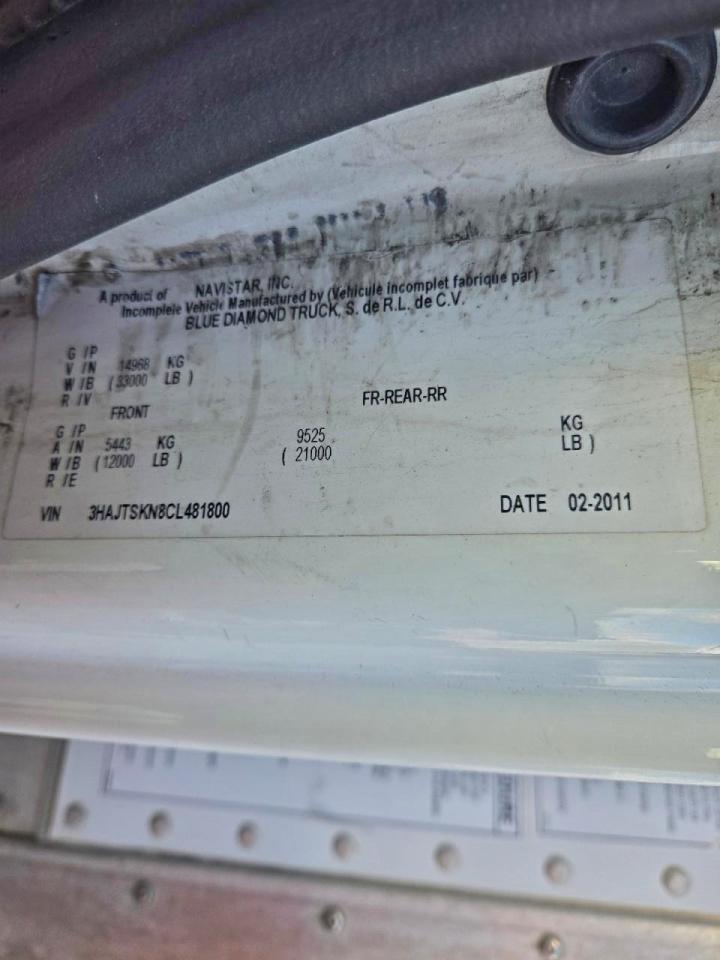 A product of NAVISTAR, INC.
Incomplete Vehicle Manufactured by (Vehicule incomplet fabrique par)
BLUE DIAMOND TRUCK, S. de R.L. de C.V.
G /P
V /N 14968 KG
W/B (33000 LB )
R /V
FRONT FR-REAR-RR
G /P
A /N 5443 KG 9525 KG
W/B (12000 LB ) ( 21000 LB )
R /E
VIN 3HAJTSKN8CL481800 DATE 02-2011